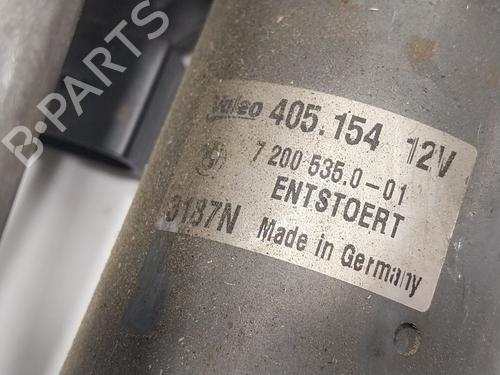 B-PARTS
Valeo 405.154 12V
7 200 535.0-01
ENTSTOERT
3187N Made in Germany